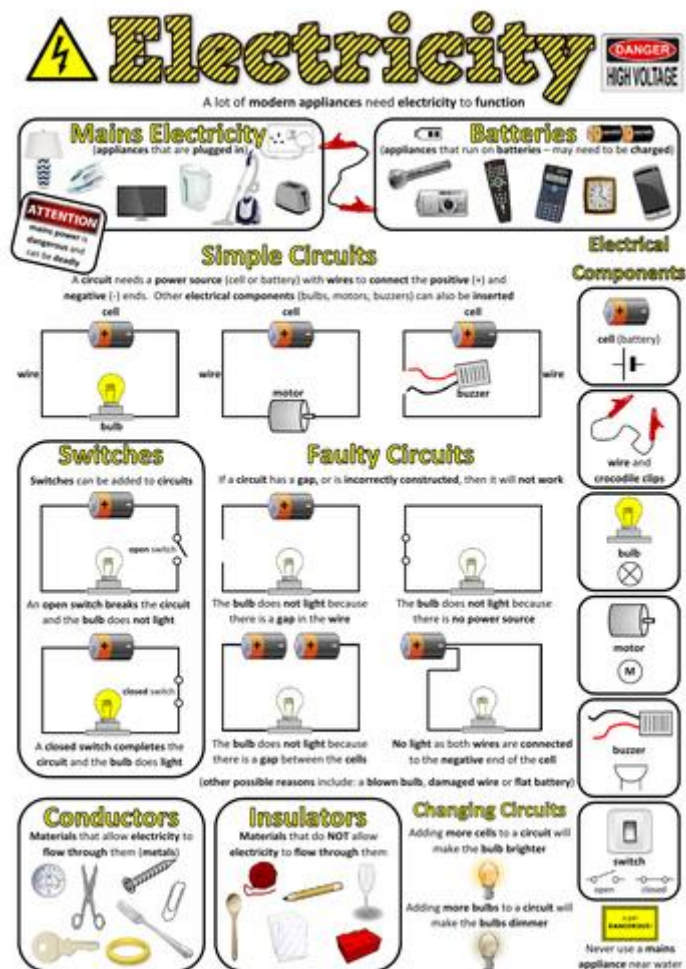 Electricity
DANGER
HIGH VOLTAGE
A lot of modern appliances need electricity to function
Mains Electricity
(appliances that are plugged in)
Batteries
(appliances that run on batteries – may need to be charged)
ATTENTION
mains power is
dangerous and
can be deadly
Simple Circuits
A circuit needs a power source (cell or battery) with wires to connect the positive (+) and
negative (-) ends. Other electrical components (bulbs, motors, buzzers) can also be inserted
cell
wire
bulb
cell
wire
motor
cell
buzzer
wire
Switches
Switches can be added to circuits
open switch
An open switch breaks the circuit
and the bulb does not light
closed switch
A closed switch completes the
circuit and the bulb does light
Faulty Circuits
If a circuit has a gap, or is incorrectly constructed, then it will not work
The bulb does not light because
there is a gap in the wire
The bulb does not light because
there is no power source
The bulb does not light because
there is a gap between the cells
No light as both wires are connected
to the negative end of the cell
(other possible reasons include: a blown bulb, damaged wire or flat battery)
Electrical
Components
cell (battery)
wire and
crocodile clips
bulb
motor
M
buzzer
switch
open closed
Conductors
Materials that allow electricity to
flow through them (metals)
Insulators
Materials that do NOT allow
electricity to flow through them
Changing Circuits
Adding more cells to a circuit will
make the bulb brighter
Adding more bulbs to a circuit will
make the bulbs dimmer
DANGEROUS!
Never use a mains
appliance near water